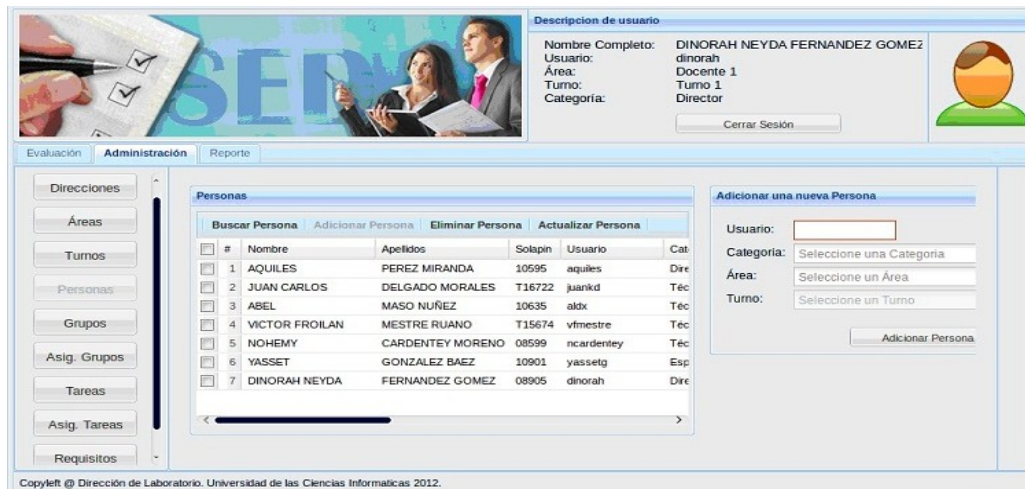 SED
Descripcion de usuario
Nombre Completo: DINORAH NEYDA FERNANDEZ GOMEZ
Usuario: dinorah
Área: Docente 1
Turno: Turno 1
Categoría: Director
Cerrar Sesión
Evaluación Administración Reporte
Direcciones
Áreas
Turnos
Personas
Grupos
Asig. Grupos
Tareas
Asig. Tareas
Requisitos
Personas
Buscar Persona Adicionar Persona Eliminar Persona Actualizar Persona
# Nombre Apellidos Solapin Usuario Cat
1 AQUILES PEREZ MIRANDA 10595 aquiles Dire
2 JUAN CARLOS DELGADO MORALES T16722 juankd Téc
3 ABEL MASO NUÑEZ 10635 aldx Téc
4 VICTOR FROILAN MESTRE RUANO T15674 vfmestre Téc
5 NOHEMY CARDENTEY MORENO 08599 ncardentey Téc
6 YASSET GONZALEZ BAEZ 10901 yassetg Esp
7 DINORAH NEYDA FERNANDEZ GOMEZ 08905 dinorah Dire
Adicionar una nueva Persona
Usuario:
Categoria: Seleccione una Categoria
Área: Seleccione un Área
Turno: Seleccione un Turno
Adicionar Persona
Copyleft @ Dirección de Laboratorio. Universidad de las Ciencias Informaticas 2012.